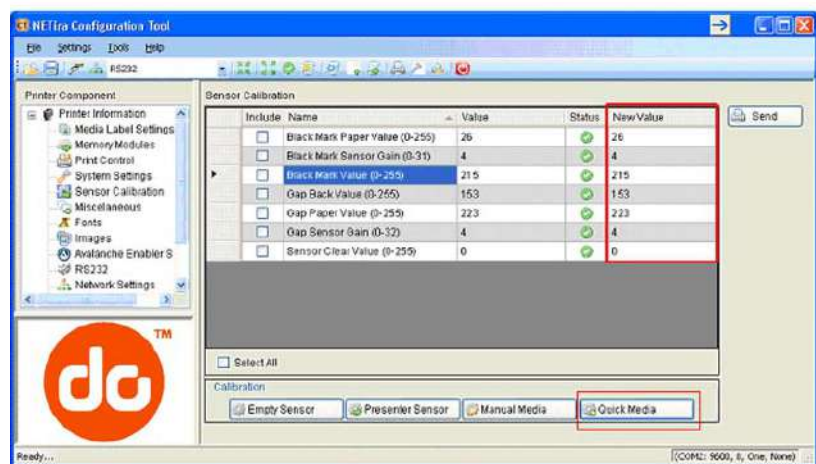 NETira Configuration Tool
File Settings Tools Help
RS232
Printer Component
Printer Information
Media Label Settings
Memory Modules
Print Control
System Settings
Sensor Calibration
Miscellaneous
Fonts
Images
Avalanche Enabler S
RS232
Network Settings
Sensor Calibration
Include Name Value Status New Value
Black Mark Paper Value (0-255) 26 26
Black Mark Sensor Gain (0-31) 4 4
Black Mark Value (0-255) 215 215
Gap Back Value (0-255) 153 153
Gap Paper Value (0-255) 223 223
Gap Sensor Gain (0-32) 4 4
Sensor Clear Value (0-255) 0 0
Send
Select All
Calibration
Empty Sensor Presenter Sensor Manual Media Quick Media
TM
do
Ready...
(COM2: 9600, 8, One, None)